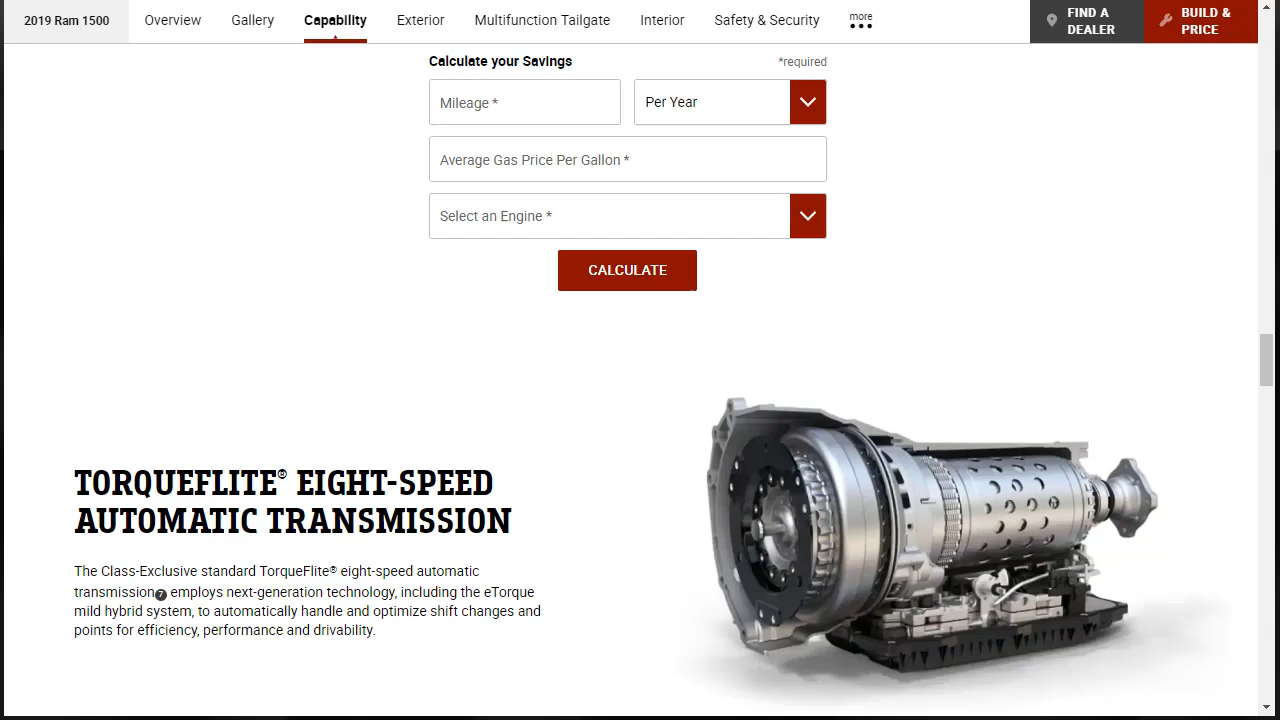 2019 Ram 1500
Overview
Gallery
Capability
Exterior
Multifunction Tailgate
Interior
Safety & Security
more
FIND A
DEALER
BUILD &
PRICE
Calculate your Savings
*required
Mileage *
Per Year
Average Gas Price Per Gallon *
Select an Engine *
CALCULATE
TORQUEFLITE® EIGHT-SPEED
AUTOMATIC TRANSMISSION
The Class-Exclusive standard TorqueFlite® eight-speed automatic
transmission7 employs next-generation technology, including the eTorque
mild hybrid system, to automatically handle and optimize shift changes and
points for efficiency, performance and drivability.